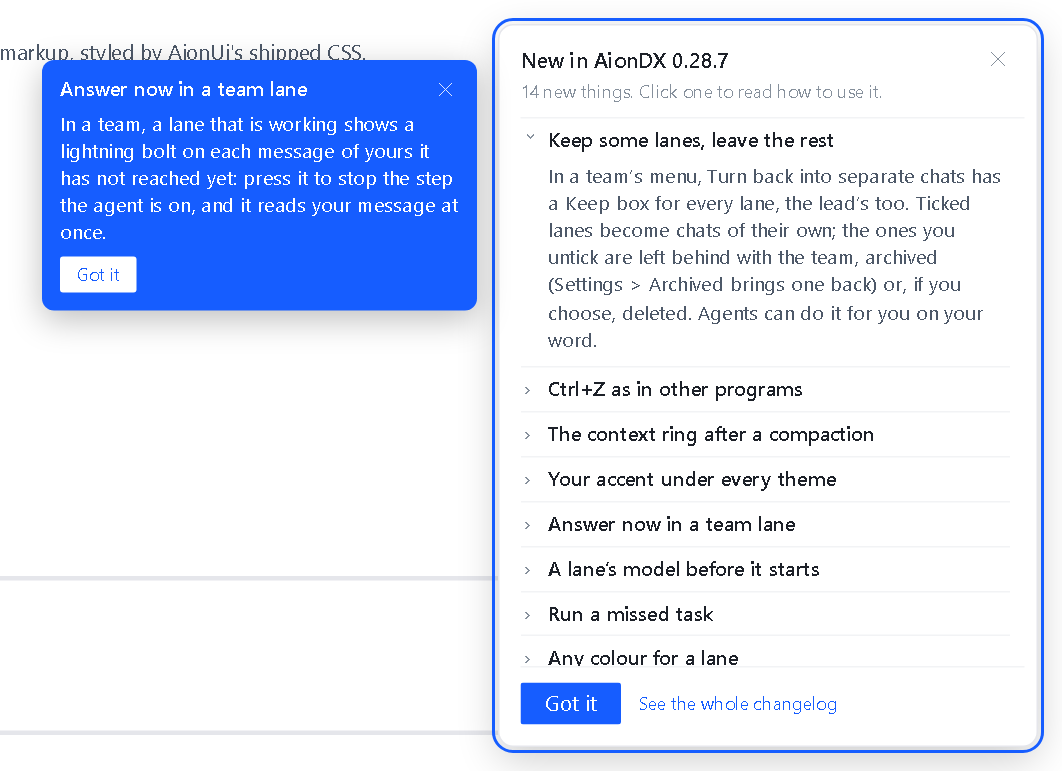 markup, styled by AionUi's shipped CSS.
Answer now in a team lane
In a team, a lane that is working shows a
lightning bolt on each message of yours it
has not reached yet: press it to stop the step
the agent is on, and it reads your message at
once.
Got it
New in AionDX 0.28.7
14 new things. Click one to read how to use it.
Keep some lanes, leave the rest
In a team's menu, Turn back into separate chats has
a Keep box for every lane, the lead's too. Ticked
lanes become chats of their own; the ones you
untick are left behind with the team, archived
(Settings > Archived brings one back) or, if you
choose, deleted. Agents can do it for you on your
word.
Ctrl+Z as in other programs
The context ring after a compaction
Your accent under every theme
Answer now in a team lane
A lane's model before it starts
Run a missed task
Any colour for a lane
Got it
See the whole changelog